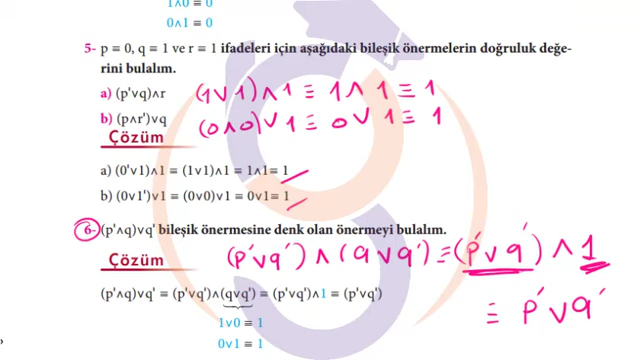 1∧0 ≡ 0
0∧1 ≡ 0
5- p ≡ 0, q ≡ 1 ve r ≡ 1 ifadeleri için aşağıdaki bileşik önermelerin doğruluk değe-
rini bulalım.
a) (p'∨q)∧r (1∨1)∧1 ≡ 1∧1 ≡ 1
b) (p∧r')∨q (0∧0)∨1 ≡ 0∨1 ≡ 1
Çözüm
a) (0'∨1)∧1 = (1∨1)∧1 = 1∧1= 1
b) (0∨1')∨1 = (0∨0)∨1 = 0∨1= 1
6- (p'∧q)∨q' bileşik önermesine denk olan önermeyi bulalım.
Çözüm (p'∨q')∧(q∨q') ≡ (p'∨q')∧1
(p'∧q)∨q' = (p'∨q')∧(q∨q') = (p'∨q')∧1 = (p'∨q') ≡ p'∨q'
1∨0 ≡ 1
0∨1 ≡ 1